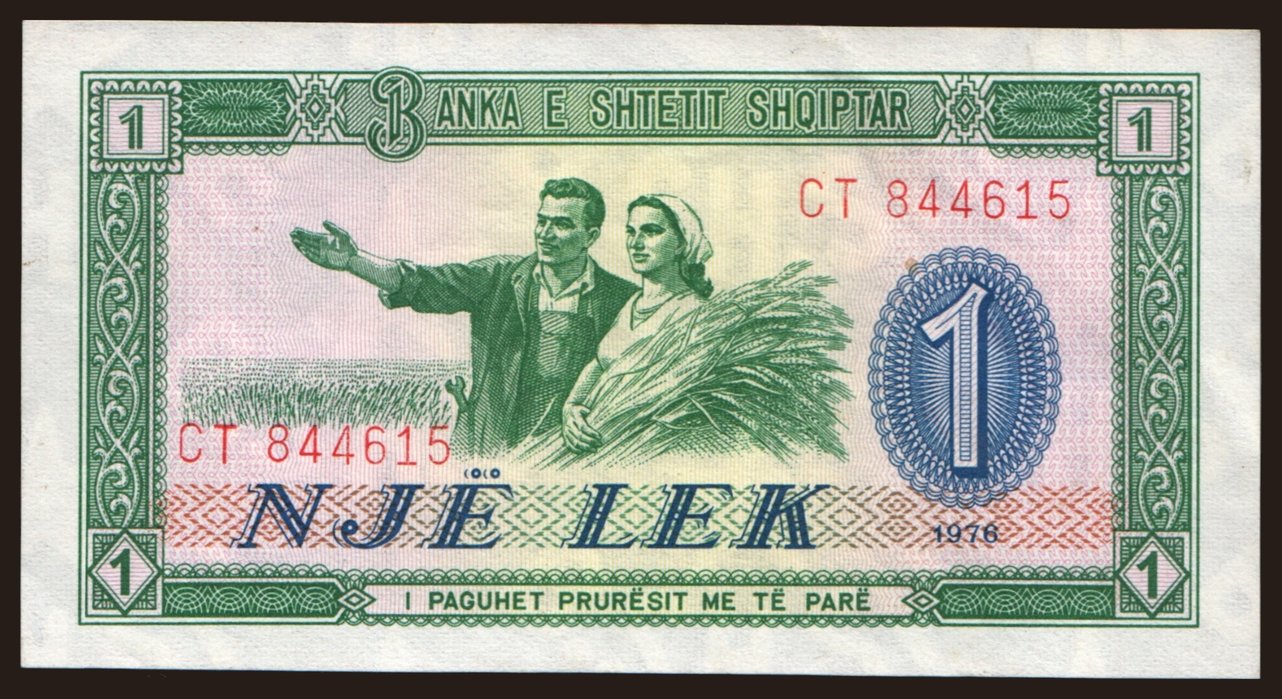 1 BANKA E SHTETIT SHQIPTAR 1
CT 844615
1
CT 844615
NJË LEK
1976
1 I PAGUHET PRURËSIT ME TË PARË 1